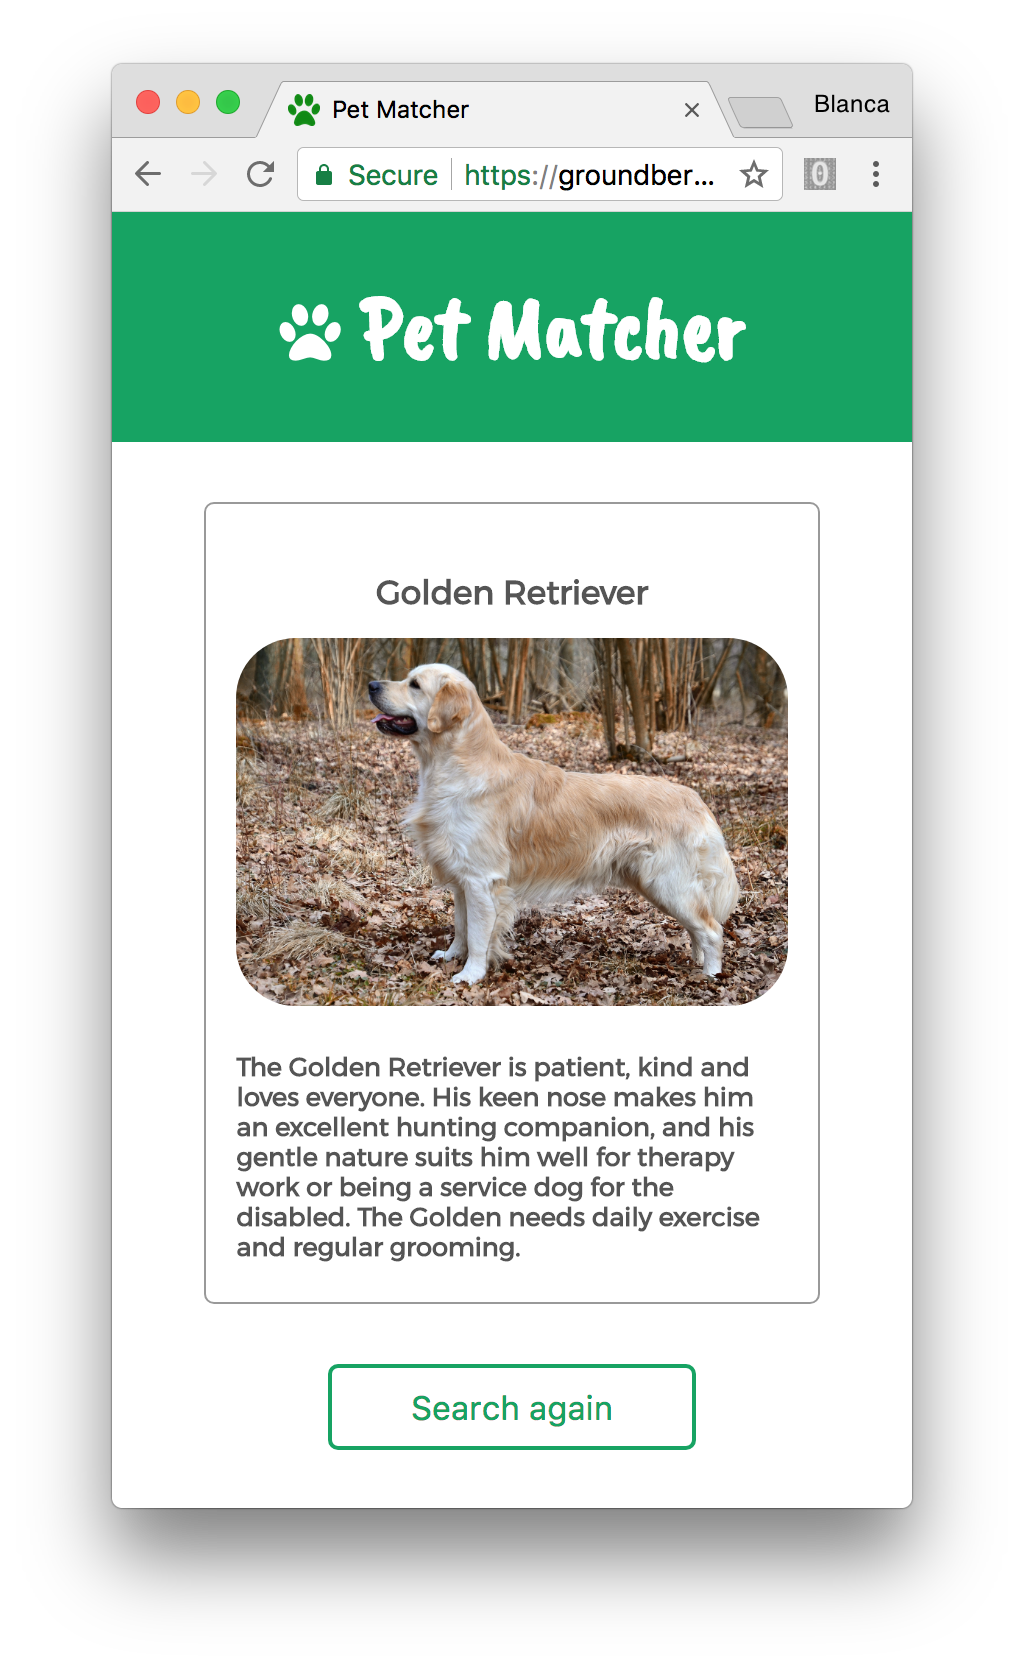 Pet Matcher
Blanca
Secure
https://groundber...
0
Pet Matcher
Golden Retriever
The Golden Retriever is patient, kind and
loves everyone. His keen nose makes him
an excellent hunting companion, and his
gentle nature suits him well for therapy
work or being a service dog for the
disabled. The Golden needs daily exercise
and regular grooming.
Search again